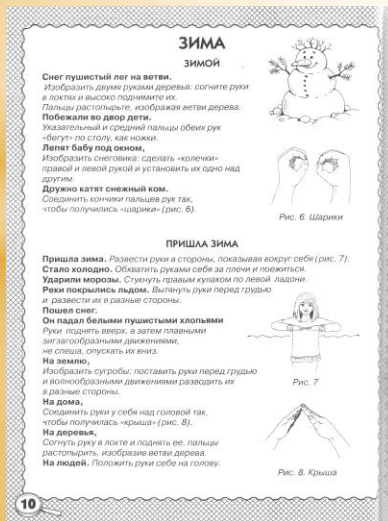 ЗИМА
ЗИМОЙ
Снег пушистый лег на ветви.
Изобразить двумя руками деревья: согните руки
в локтях и высоко поднимите их.
Пальцы растопырьте, изображая ветви дерева.
Побежали во двор дети.
Указательный и средний пальцы обеих рук
«бегут» по столу, как ножки.
Лепят бабу под окном,
Изобразить снеговика: сделать «колечки»
правой и левой рукой и установить их одно над
другим.
Дружно катят снежный ком.
Соединить кончики пальцев рук так,
чтобы получились «шарики» (рис. 6).
Рис. 6. Шарики
ПРИШЛА ЗИМА
Пришла зима. Развести руки в стороны, показывая вокруг себя (рис. 7).
Стало холодно. Обхватить руками себя за плечи и поежиться.
Ударили морозы. Стукнуть правым кулаком по левой ладони.
Реки покрылись льдом. Вытянуть руки перед грудью
и развести их в разные стороны.
Пошел снег.
Он падал белыми пушистыми хлопьями
Руки поднять вверх, а затем плавными
зигзагообразными движениями,
не спеша, опускать их вниз.
На землю,
Изобразить сугробы: поставить руки перед грудью
и волнообразными движениями разводить их
в разные стороны.
Рис. 7
На дома,
Соединить руки у себя над головой так,
чтобы получилась «крыша» (рис. 8).
На деревья,
Согнуть руку в локте и поднять ее, пальцы
растопырить, изобразив ветви дерева.
На людей. Положить руки себе на голову.
Рис. 8. Крыша
10